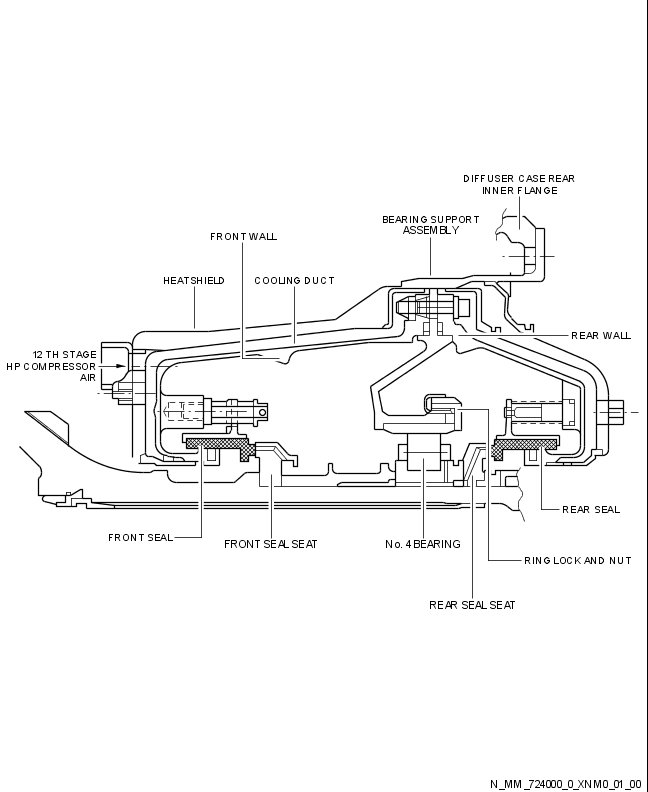 DIFFUSER CASE REAR
INNER FLANGE
BEARING SUPPORT
ASSEMBLY
FRONT WALL
HEATSHIELD
COOLING DUCT
REAR WALL
12 TH STAGE
HP COMPRESSOR
AIR
REAR SEAL
FRONT SEAL
FRONT SEAL SEAT
No. 4 BEARING
RING LOCK AND NUT
REAR SEAL SEAT
N_MM_724000_0_XNM0_01_00